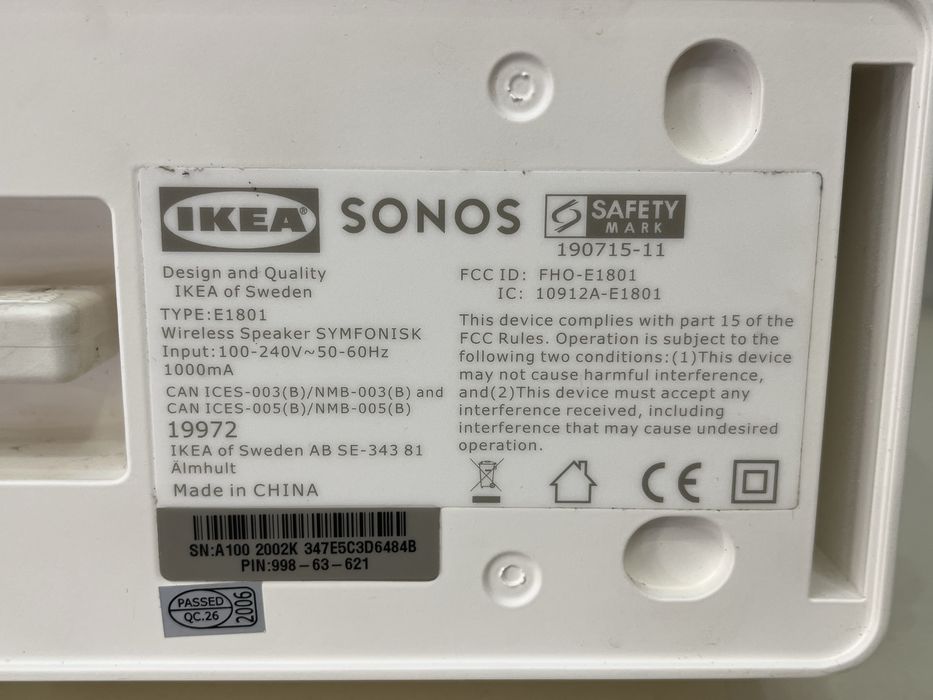 IKEA®
SONOS
SAFETY
MARK
190715-11
Design and Quality
IKEA of Sweden
TYPE:E1801
Wireless Speaker SYMFONISK
Input:100-240V~50-60Hz
1000mA
CAN ICES-003(B)/NMB-003(B) and
CAN ICES-005(B)/NMB-005(B)
19972
IKEA of Sweden AB SE-343 81
Älmhult
Made in CHINA
FCC ID: FHO-E1801
IC: 10912A-E1801
This device complies with part 15 of the
FCC Rules. Operation is subject to the
following two conditions:(1)This device
may not cause harmful interference,
and(2)This device must accept any
interference received, including
interference that may cause undesired
operation.
CE
SN:A100 2002K 347E5C3D6484B
PIN:998-63-621
PASSED
QC.26
2006